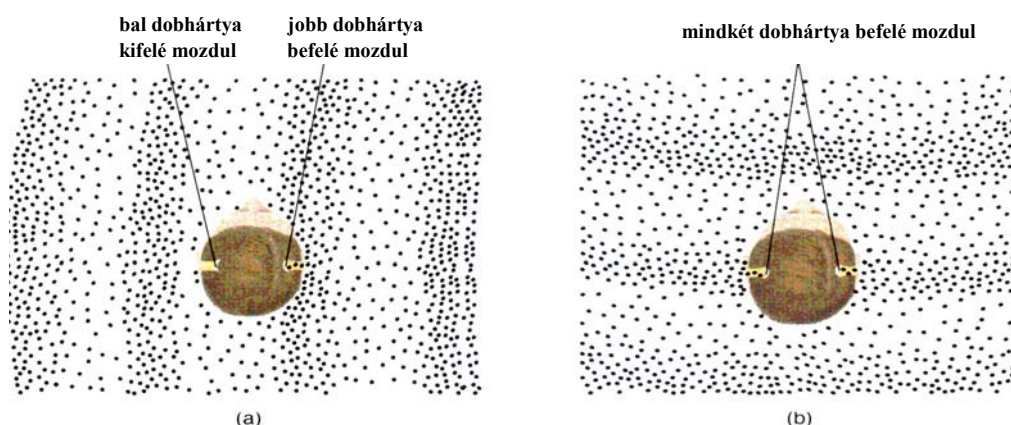 bal dobhártya
kifelé mozdul
jobb dobhártya
befelé mozdul
mindkét dobhártya befelé mozdul
(a)
(b)